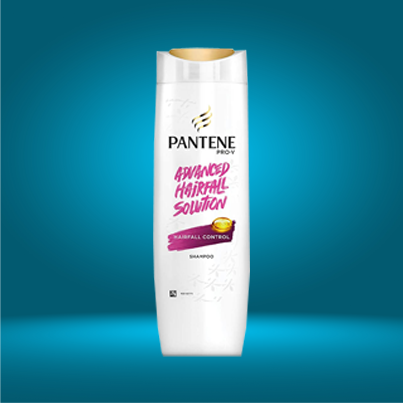 PANTENE
PRO-V
ADVANCED
HAIRFALL
SOLUTION
HAIRFALL CONTROL
SHAMPOO